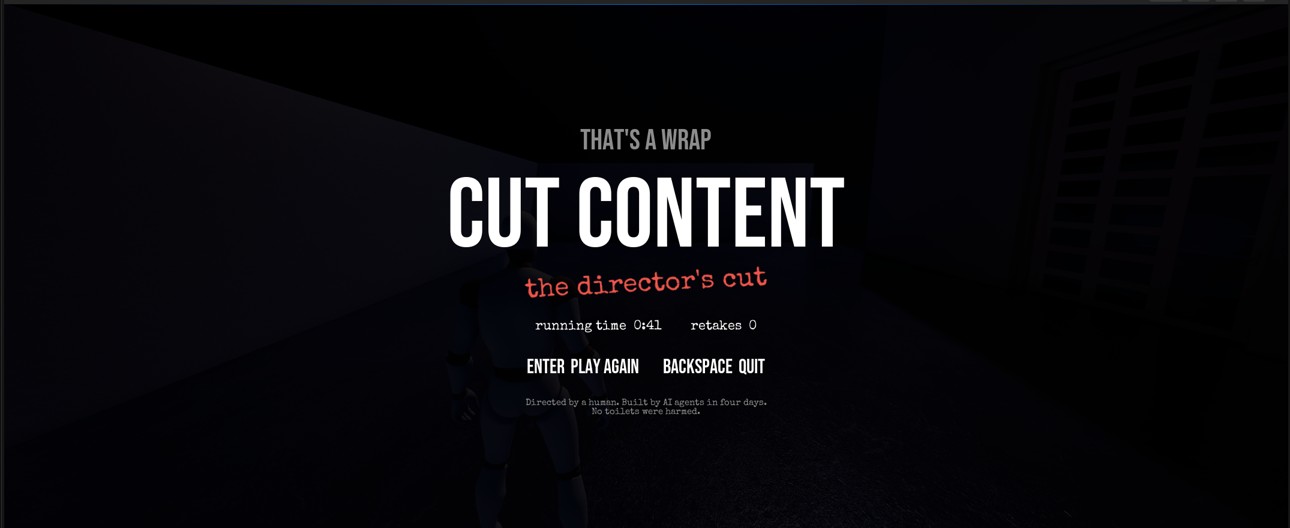 THAT'S A WRAP
CUT CONTENT
the director's cut
running time 0:41 retakes 0
ENTER PLAY AGAIN BACKSPACE QUIT
Directed by a human. Built by AI agents in four days.
No toilets were harmed.